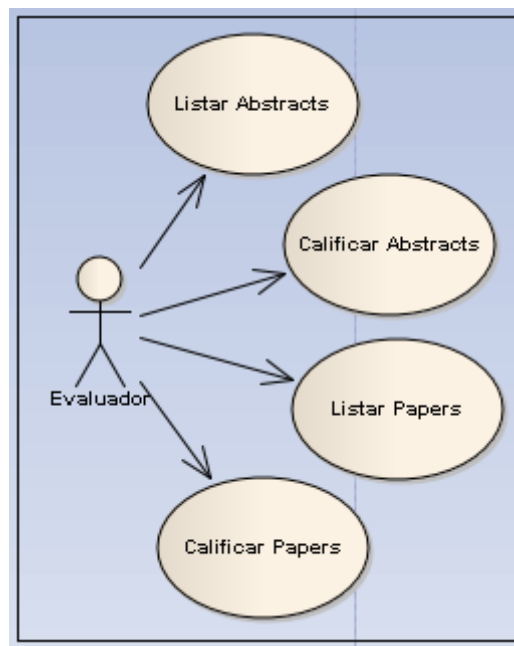 Listar Abstracts
Calificar Abstracts
Evaluador
Listar Papers
Calificar Papers